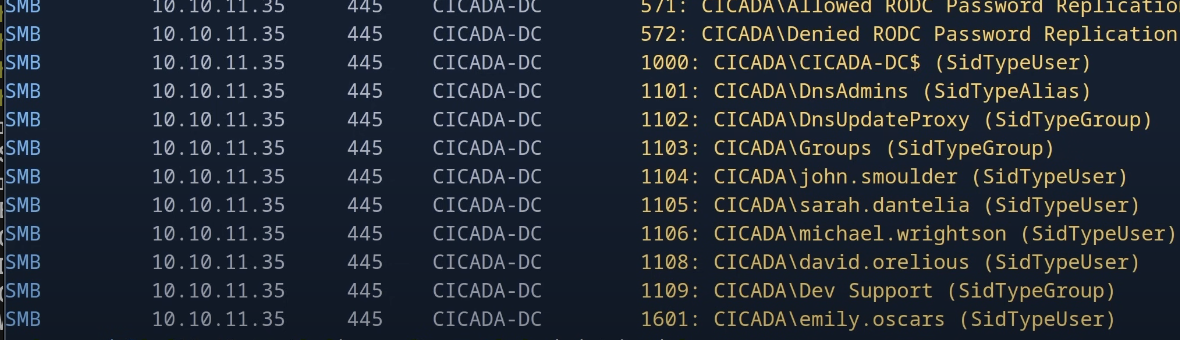 SMB 10.10.11.35 445 CICADA-DC 571: CICADA\Allowed RODC Password Replication
SMB 10.10.11.35 445 CICADA-DC 572: CICADA\Denied RODC Password Replication
SMB 10.10.11.35 445 CICADA-DC 1000: CICADA\CICADA-DC$ (SidTypeUser)
SMB 10.10.11.35 445 CICADA-DC 1101: CICADA\DnsAdmins (SidTypeAlias)
SMB 10.10.11.35 445 CICADA-DC 1102: CICADA\DnsUpdateProxy (SidTypeGroup)
SMB 10.10.11.35 445 CICADA-DC 1103: CICADA\Groups (SidTypeGroup)
SMB 10.10.11.35 445 CICADA-DC 1104: CICADA\john.smoulder (SidTypeUser)
SMB 10.10.11.35 445 CICADA-DC 1105: CICADA\sarah.dantelia (SidTypeUser)
SMB 10.10.11.35 445 CICADA-DC 1106: CICADA\michael.wrightson (SidTypeUser)
SMB 10.10.11.35 445 CICADA-DC 1108: CICADA\david.orelious (SidTypeUser)
SMB 10.10.11.35 445 CICADA-DC 1109: CICADA\Dev Support (SidTypeGroup)
SMB 10.10.11.35 445 CICADA-DC 1601: CICADA\emily.oscars (SidTypeUser)